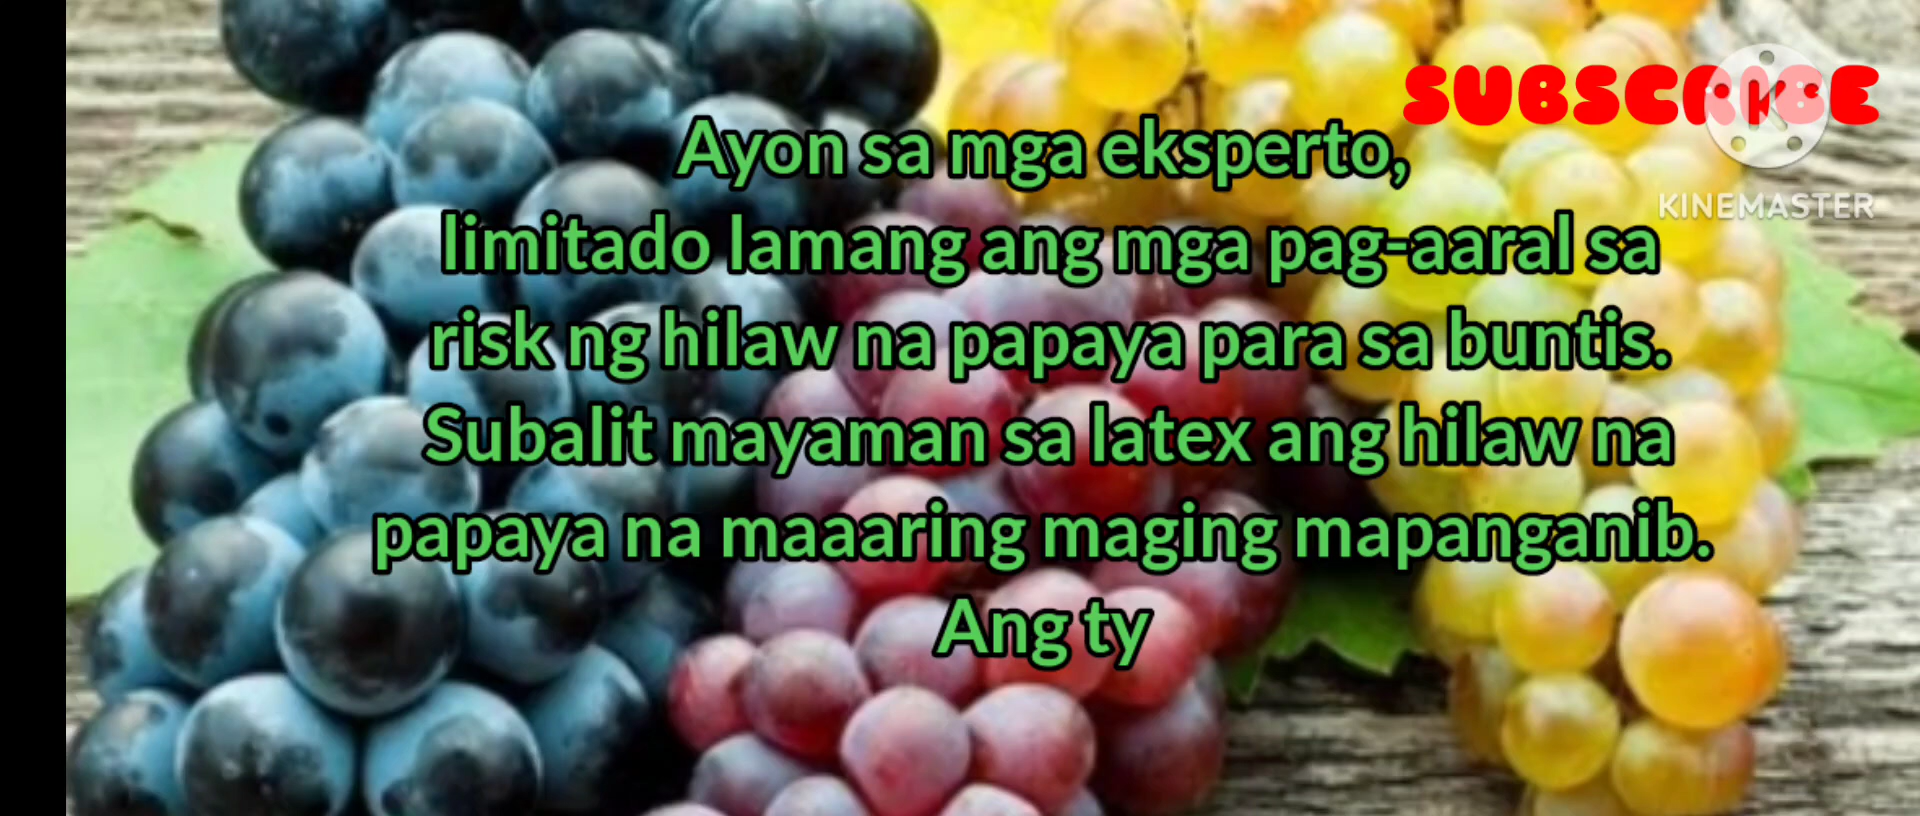 SUBSCRIBE
KINEMASTER
Ayon sa mga eksperto,
limitado lamang ang mga pag-aaral sa
risk ng hilaw na papaya para sa buntis.
Subalit mayaman sa latex ang hilaw na
papaya na maaaring maging mapanganib.
Ang ty